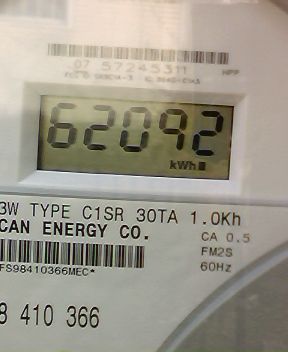 07 57245311
62092
kWh
3W TYPE C1SR 30TA 1.0Kh
CAN ENERGY CO.
CA 0.5
FM2S
60Hz
FS98410366MEC*
8 410 366